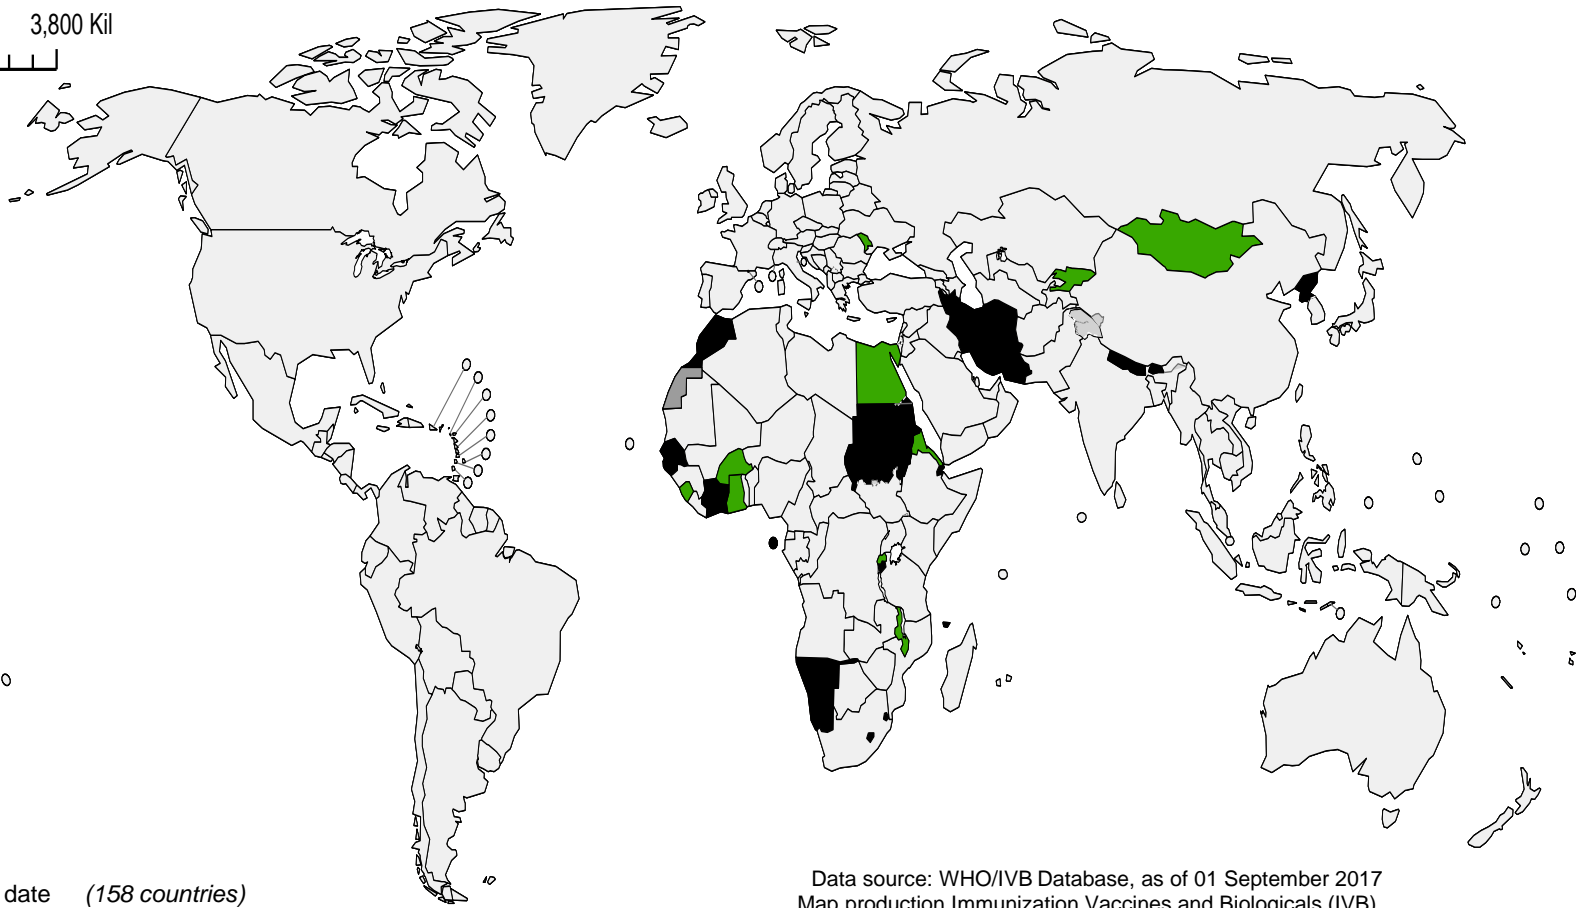 3,800 Kil
date (158 countries)
Data source: WHO/IVB Database, as of 01 September 2017
Map production Immunization Vaccines and Biologicals (IVB)